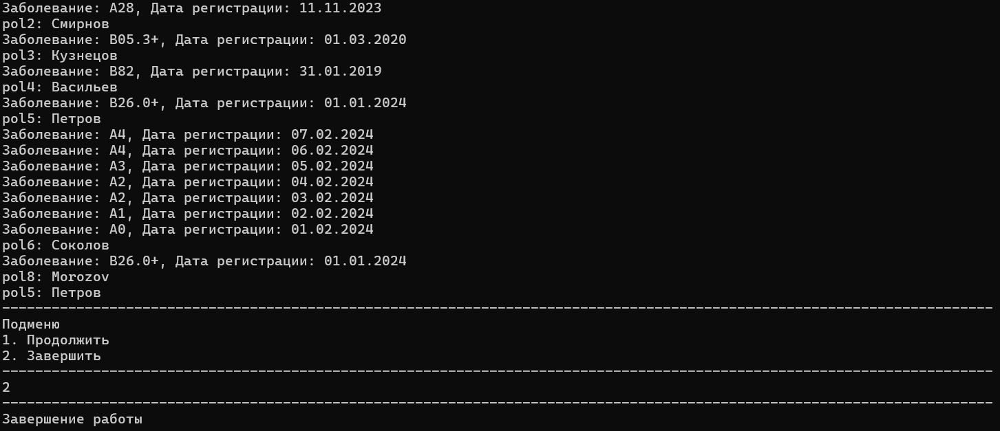 Заболевание: A28, Дата регистрации: 11.11.2023
pol2: Смирнов
Заболевание: B05.3+, Дата регистрации: 01.03.2020
pol3: Кузнецов
Заболевание: B82, Дата регистрации: 31.01.2019
pol4: Васильев
Заболевание: B26.0+, Дата регистрации: 01.01.2024
pol5: Петров
Заболевание: A4, Дата регистрации: 07.02.2024
Заболевание: A4, Дата регистрации: 06.02.2024
Заболевание: A3, Дата регистрации: 05.02.2024
Заболевание: A2, Дата регистрации: 04.02.2024
Заболевание: A2, Дата регистрации: 03.02.2024
Заболевание: A1, Дата регистрации: 02.02.2024
Заболевание: A0, Дата регистрации: 01.02.2024
pol6: Соколов
Заболевание: B26.0+, Дата регистрации: 01.01.2024
pol8: Morozov
pol5: Петров
------------------------------------------------------------------------------------------------------------------------
Подменю
1. Продолжить
2. Завершить
------------------------------------------------------------------------------------------------------------------------
2
------------------------------------------------------------------------------------------------------------------------
Завершение работы